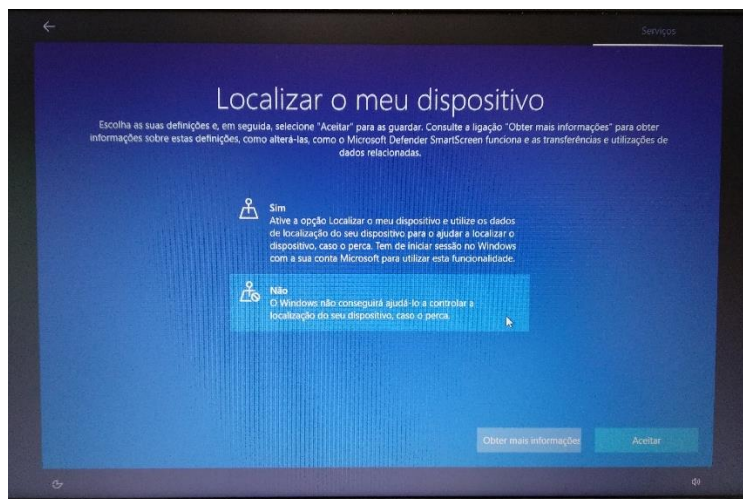 Serviços
Localizar o meu dispositivo
Escolha as suas definições e, em seguida, selecione "Aceitar" para as guardar. Consulte a ligação "Obter mais informações" para obter
informações sobre estas definições, como alterá-las, como o Microsoft Defender SmartScreen funciona e as transferências e utilizações de
dados relacionadas.
Sim
Ative a opção Localizar o meu dispositivo e utilize os dados
de localização do seu dispositivo para o ajudar a localizar o
dispositivo, caso o perca. Tem de iniciar sessão no Windows
com a sua conta Microsoft para utilizar esta funcionalidade.
Não
O Windows não conseguirá ajudá-lo a controlar a
localização do seu dispositivo, caso o perca.
Obter mais informações
Aceitar